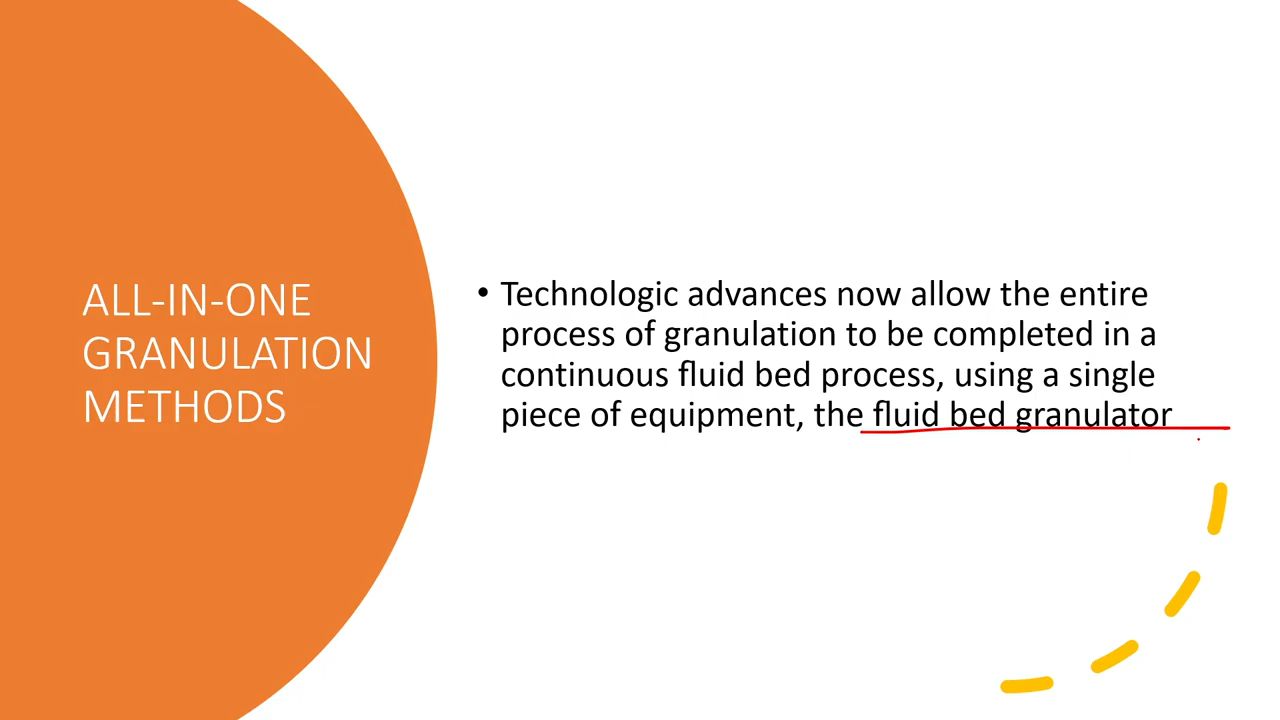 ALL-IN-ONE
GRANULATION
METHODS
• Technologic advances now allow the entire
process of granulation to be completed in a
continuous fluid bed process, using a single
piece of equipment, the fluid bed granulator